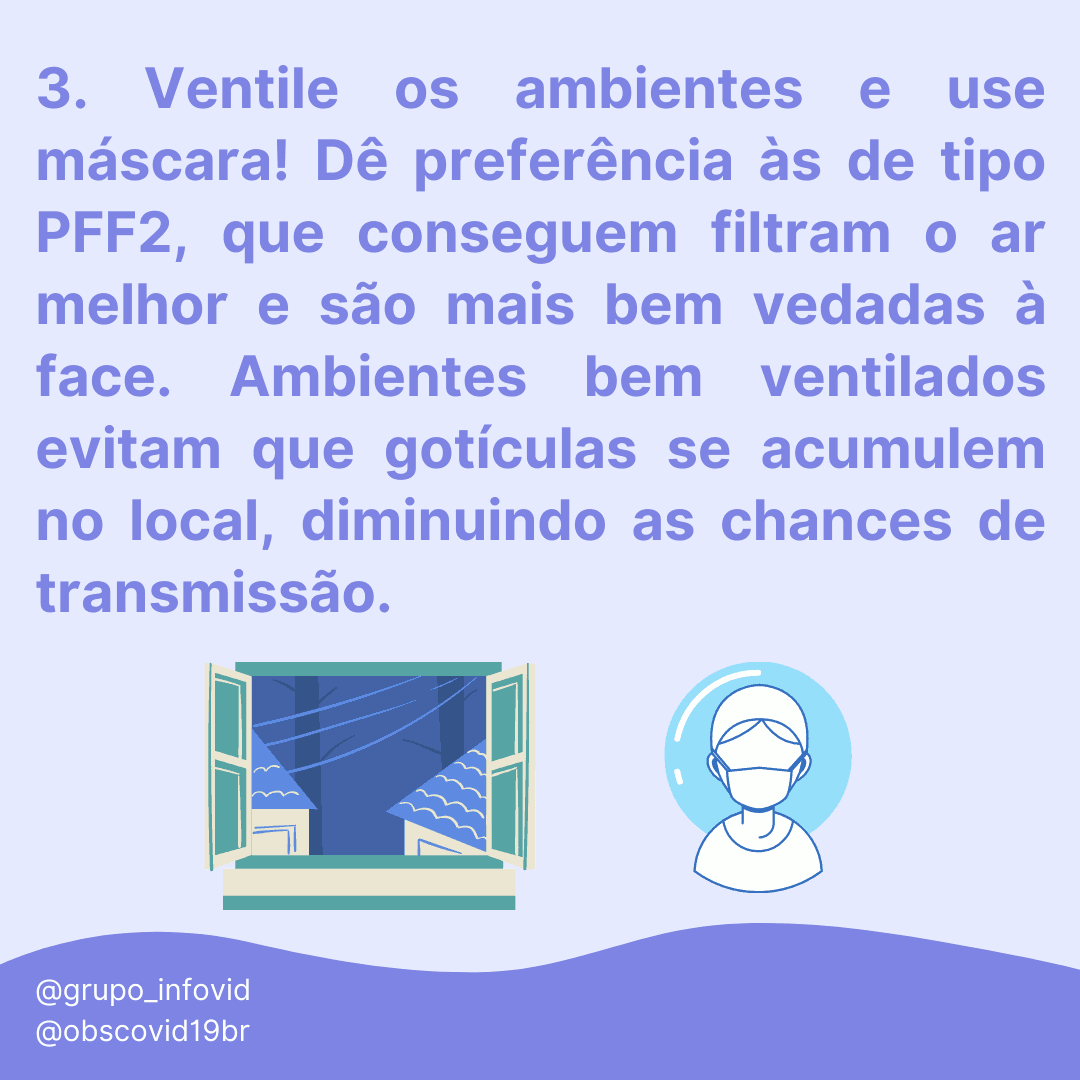 3. Ventile os ambientes e use
máscara! Dê preferência às de tipo
PFF2, que conseguem filtram o ar
melhor e são mais bem vedadas à
face. Ambientes bem ventilados
evitam que gotículas se acumulem
no local, diminuindo as chances de
transmissão.
@grupo_infovid
@obscovid19br